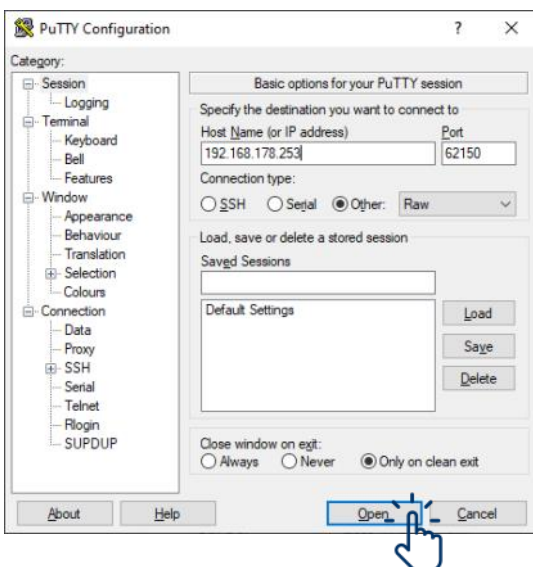 PuTTY Configuration
?
Category:
Session
Logging
Terminal
Keyboard
Bell
Features
Window
Appearance
Behaviour
Translation
Selection
Colours
Connection
Data
Proxy
SSH
Serial
Telnet
Rlogin
SUPDUP
Basic options for your PuTTY session
Specify the destination you want to connect to
Host Name (or IP address) Port
192.168.178.253 62150
Connection type:
SSH Serial Other: Raw
Load, save or delete a stored session
Saved Sessions
Default Settings
Load
Save
Delete
Close window on exit:
Always Never Only on clean exit
About Help Open Cancel